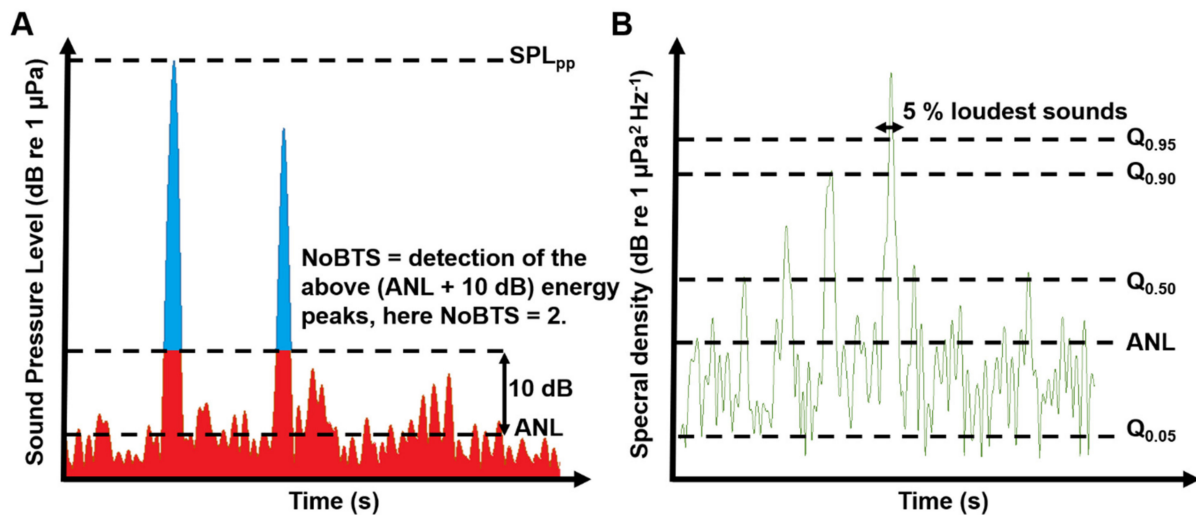 A
Sound Pressure Level (dB re 1 µPa)
SPLpp
NoBTS = detection of the
above (ANL + 10 dB) energy
peaks, here NoBTS = 2.
10 dB
ANL
Time (s)
B
Specral density (dB re 1 µPa² Hz⁻¹)
5 % loudest sounds
Q0.95
Q0.90
Q0.50
ANL
Q0.05
Time (s)